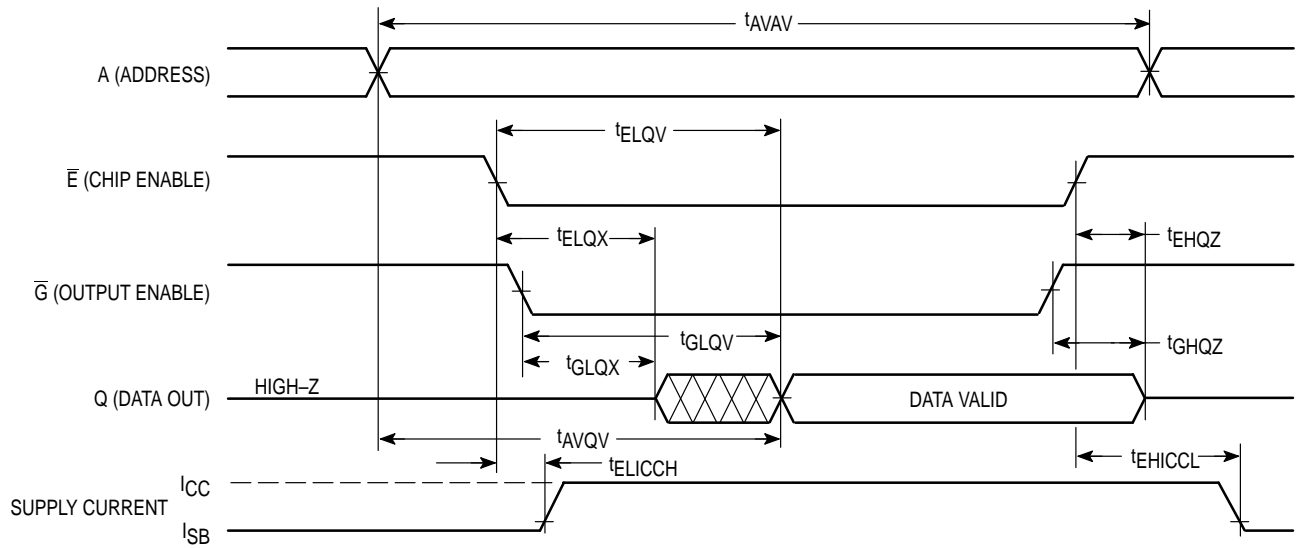 tAVAV
A (ADDRESS)
tELQV
E̅ (CHIP ENABLE)
tELQX
tEHQZ
G̅ (OUTPUT ENABLE)
tGLQV
tGHQZ
tGLQX
Q (DATA OUT)
HIGH–Z
DATA VALID
tAVQV
tELICCH
tEHICCL
ICC
SUPPLY CURRENT
ISB